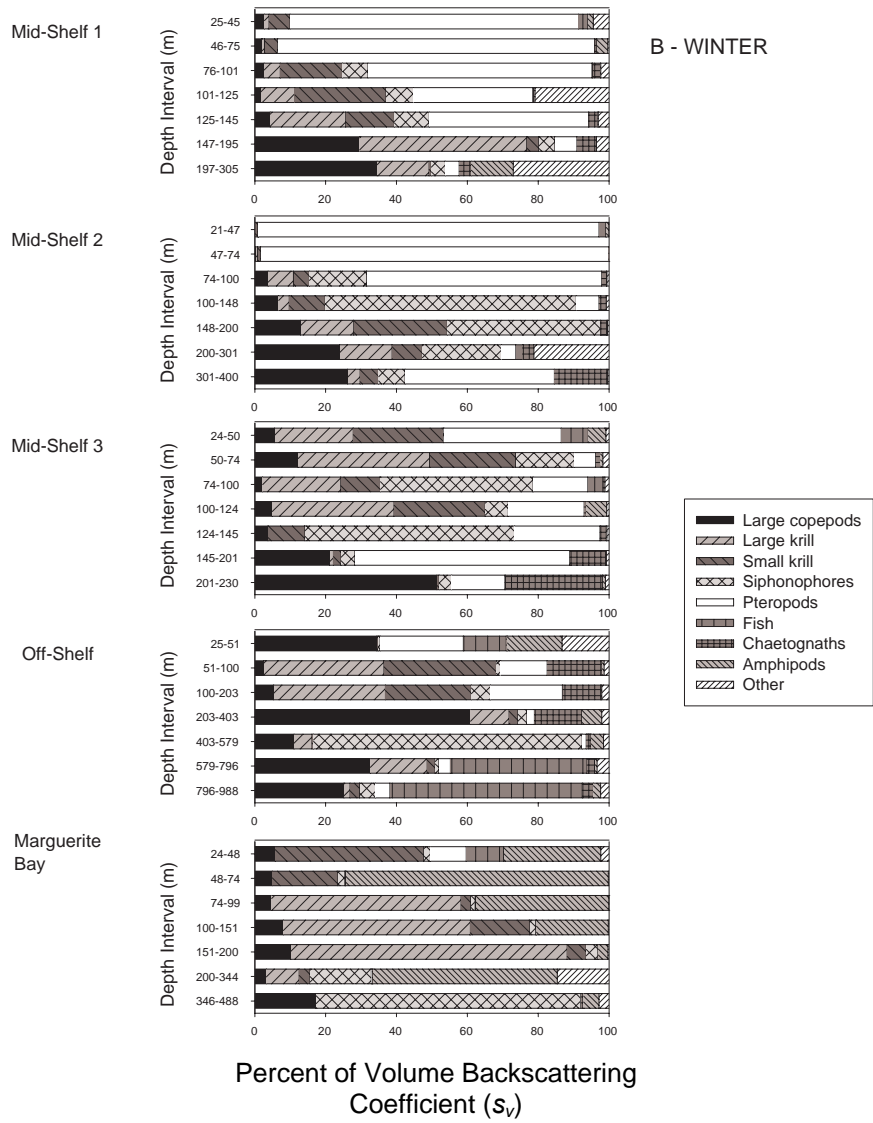 B - WINTER
Mid-Shelf 1
Depth Interval (m)
25-45
46-75
76-101
101-125
125-145
147-195
197-305
0 20 40 60 80 100
Mid-Shelf 2
Depth Interval (m)
21-47
47-74
74-100
100-148
148-200
200-301
301-400
0 20 40 60 80 100
Mid-Shelf 3
Depth Interval (m)
24-50
50-74
74-100
100-124
124-145
145-201
201-230
0 20 40 60 80 100
Off-Shelf
Depth Interval (m)
25-51
51-100
100-203
203-403
403-579
579-796
796-988
0 20 40 60 80 100
Marguerite
Bay
Depth Interval (m)
24-48
48-74
74-99
100-151
151-200
200-344
346-488
0 20 40 60 80 100
Percent of Volume Backscattering
Coefficient (sv)
Large copepods
Large krill
Small krill
Siphonophores
Pteropods
Fish
Chaetognaths
Amphipods
Other